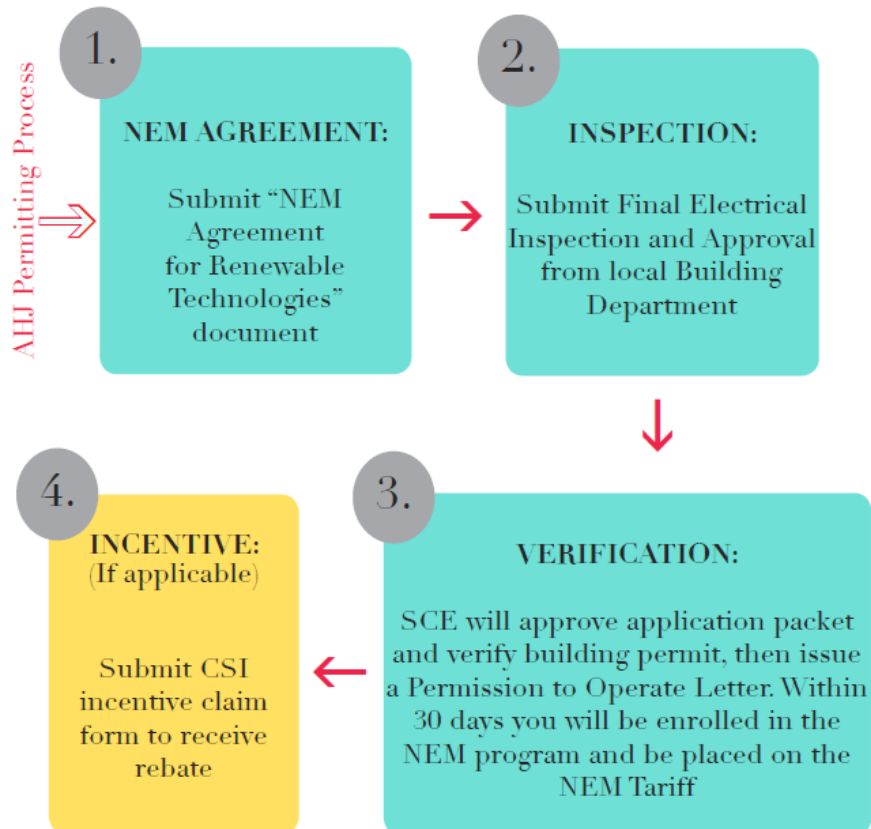 AHJ Permitting Process
1.
NEM AGREEMENT:
Submit “NEM
Agreement
for Renewable
Technologies”
document
2.
INSPECTION:
Submit Final Electrical
Inspection and Approval
from local Building
Department
3.
VERIFICATION:
SCE will approve application packet
and verify building permit, then issue
a Permission to Operate Letter. Within
30 days you will be enrolled in the
NEM program and be placed on the
NEM Tariff
4.
INCENTIVE:
(If applicable)
Submit CSI
incentive claim
form to receive
rebate